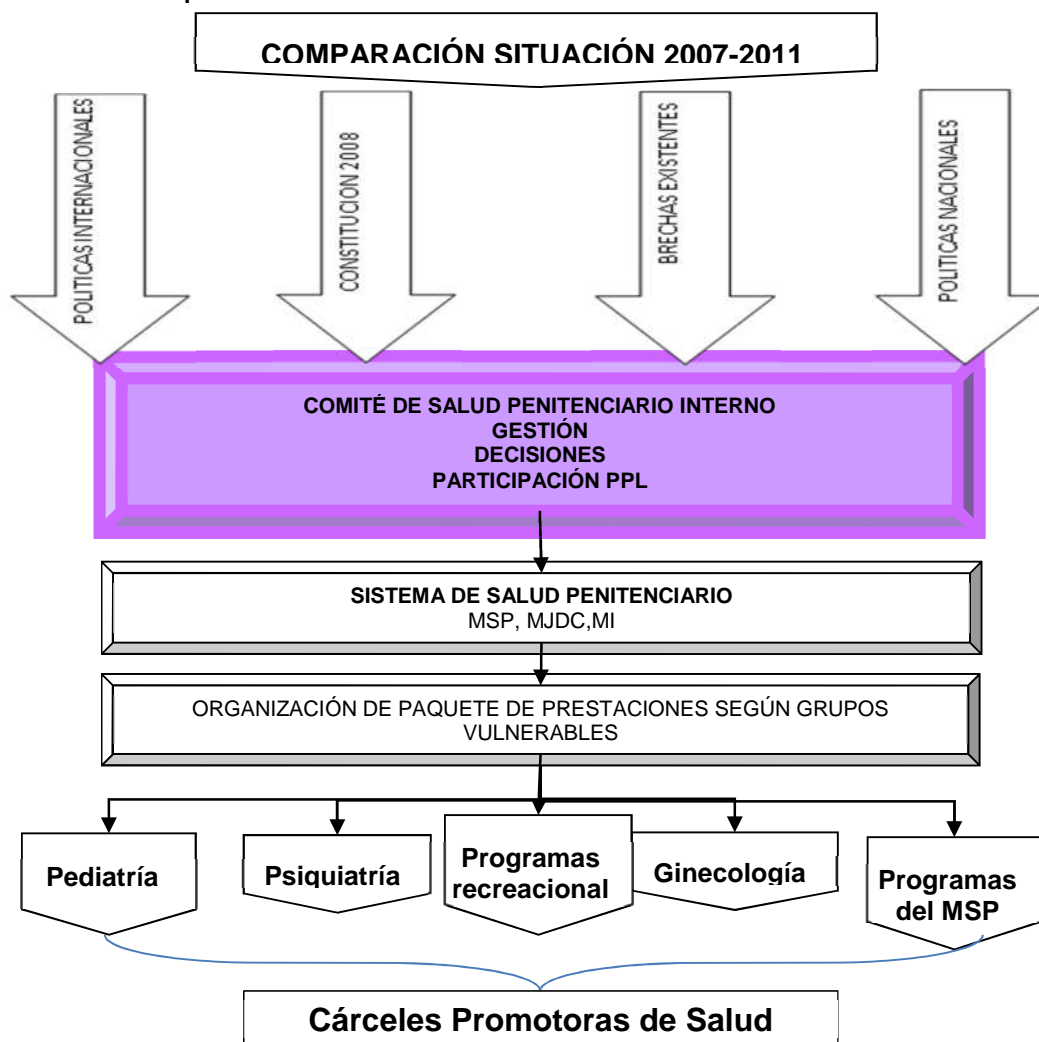 COMPARACIÓN SITUACIÓN 2007-2011
POLITICAS INTERNACIONALES
CONSTITUCION 2008
BRECHAS EXISTENTES
POLITICAS NACIONALES
COMITÉ DE SALUD PENITENCIARIO INTERNO
GESTIÓN
DECISIONES
PARTICIPACIÓN PPL
SISTEMA DE SALUD PENITENCIARIO
MSP, MJDC,MI
ORGANIZACIÓN DE PAQUETE DE PRESTACIONES SEGÚN GRUPOS
VULNERABLES
Pediatría
Psiquiatría
Programas
recreacional
Ginecología
Programas
del MSP
Cárceles Promotoras de Salud